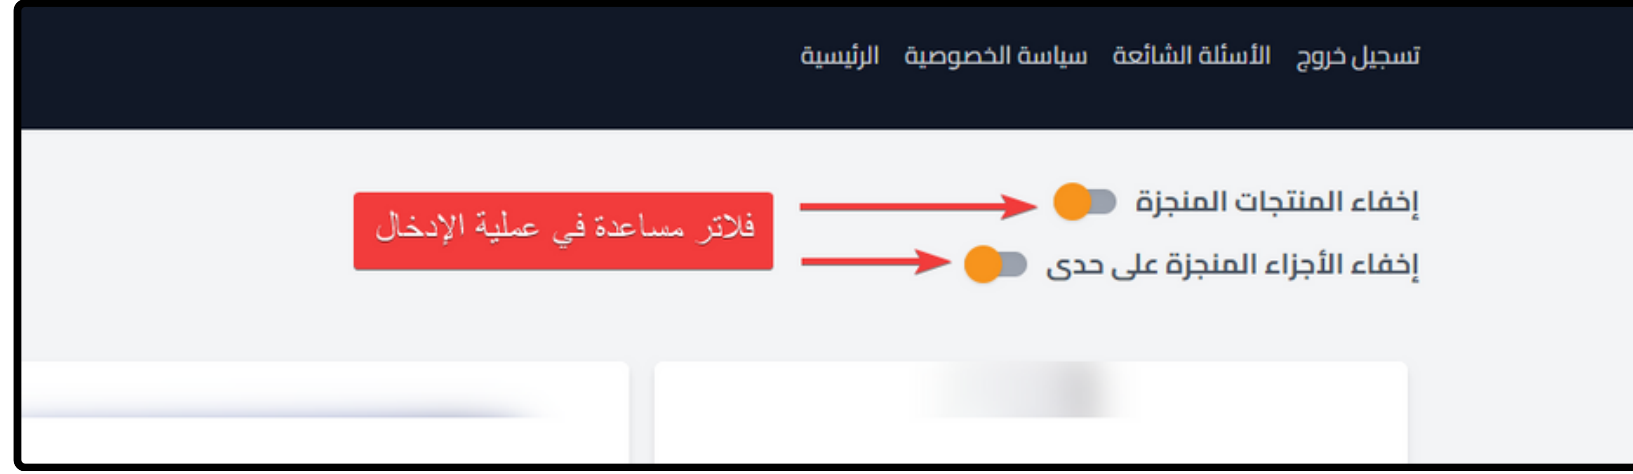 تسجيل خروج الأسئلة الشائعة سياسة الخصوصية الرئيسية
إخفاء المنتجات المنجزة
إخفاء الأجزاء المنجزة على حدى
فلاتر مساعدة في عملية الإدخال